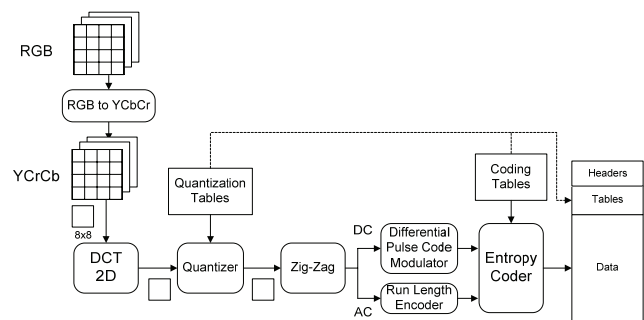 RGB
RGB to YCbCr
YCrCb
8x8
DCT
2D
Quantization
Tables
Quantizer
Zig-Zag
DC
AC
Differential
Pulse Code
Modulator
Run Length
Encoder
Coding
Tables
Entropy
Coder
Headers
Tables
Data